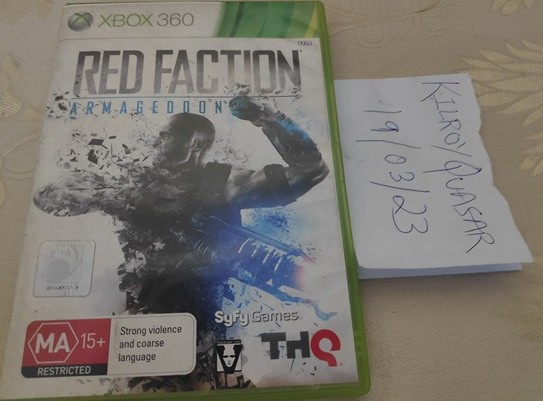 XBOX 360
RED FACTION
ARMAGEDDON
MA 15+
RESTRICTED
Strong violence
and coarse
language
Syfy Games
V
THQ
KILROY/QUASAR
19/03/23